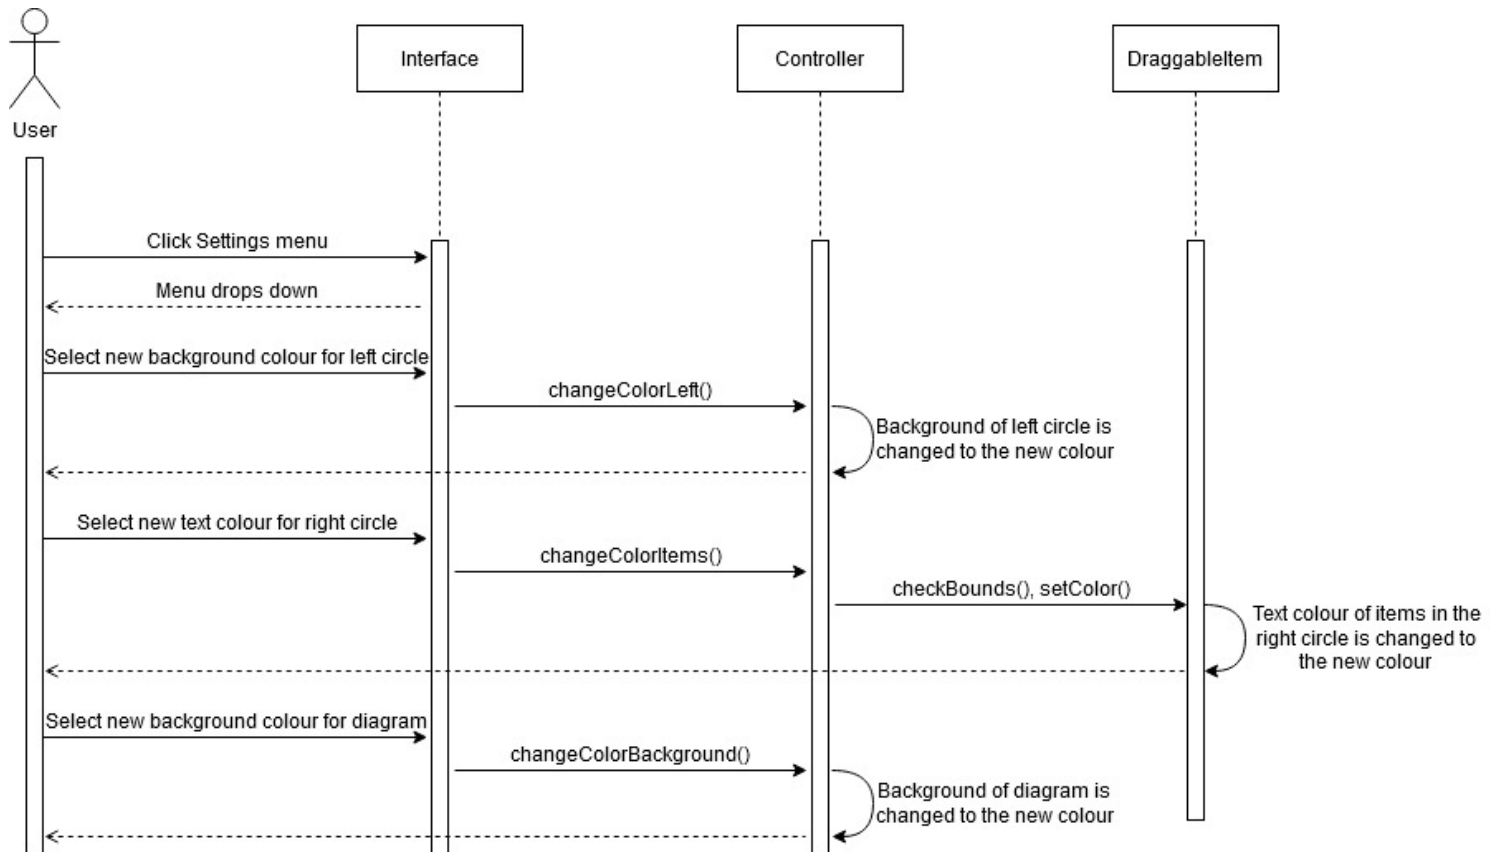 Interface
Controller
DraggableItem
User
Click Settings menu
Menu drops down
Select new background colour for left circle
changeColorLeft()
Background of left circle is
changed to the new colour
Select new text colour for right circle
changeColorItems()
checkBounds(), setColor()
Text colour of items in the
right circle is changed to
the new colour
Select new background colour for diagram
changeColorBackground()
Background of diagram is
changed to the new colour